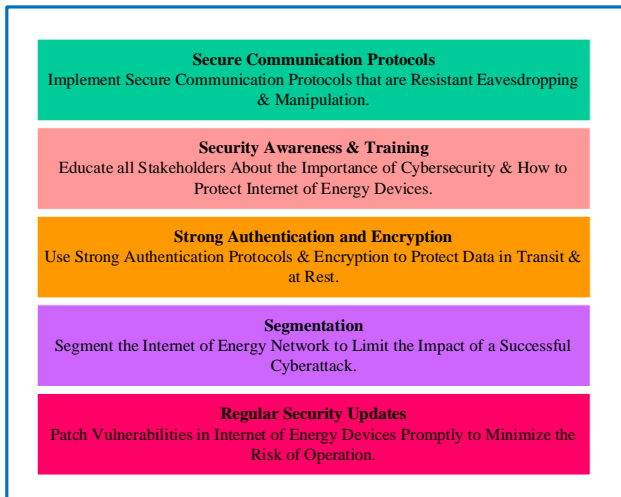 Secure Communication Protocols
Implement Secure Communication Protocols that are Resistant Eavesdropping
& Manipulation.
Security Awareness & Training
Educate all Stakeholders About the Importance of Cybersecurity & How to
Protect Internet of Energy Devices.
Strong Authentication and Encryption
Use Strong Authentication Protocols & Encryption to Protect Data in Transit &
at Rest.
Segmentation
Segment the Internet of Energy Network to Limit the Impact of a Successful
Cyberattack.
Regular Security Updates
Patch Vulnerabilities in Internet of Energy Devices Promptly to Minimize the
Risk of Operation.